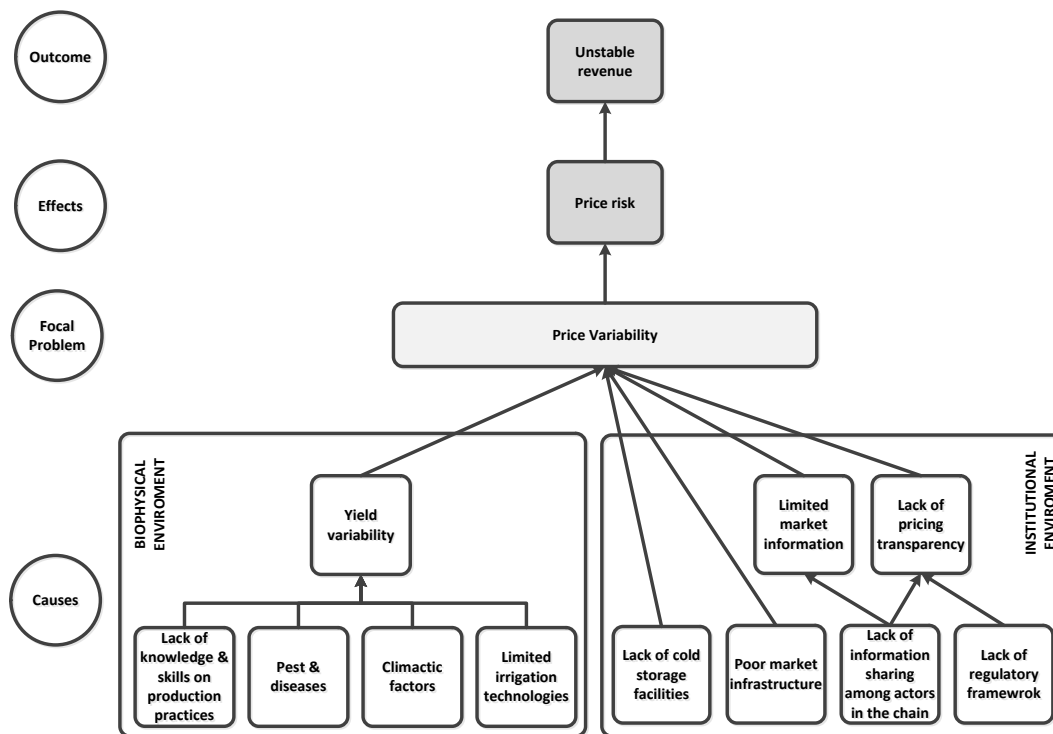 Outcome
Unstable
revenue
Effects
Price risk
Focal
Problem
Price Variability
BIOPHYSICAL
ENVIROMENT
Yield
variability
Limited
market
information
Lack of
pricing
transparency
INSTITUTIONAL
ENVIROMENT
Causes
Lack of
knowledge &
skills on
production
practices
Pest &
diseases
Climactic
factors
Limited
irrigation
technologies
Lack of cold
storage
facilities
Poor market
infrastructure
Lack of
information
sharing
among actors
in the chain
Lack of
regulatory
framewrok